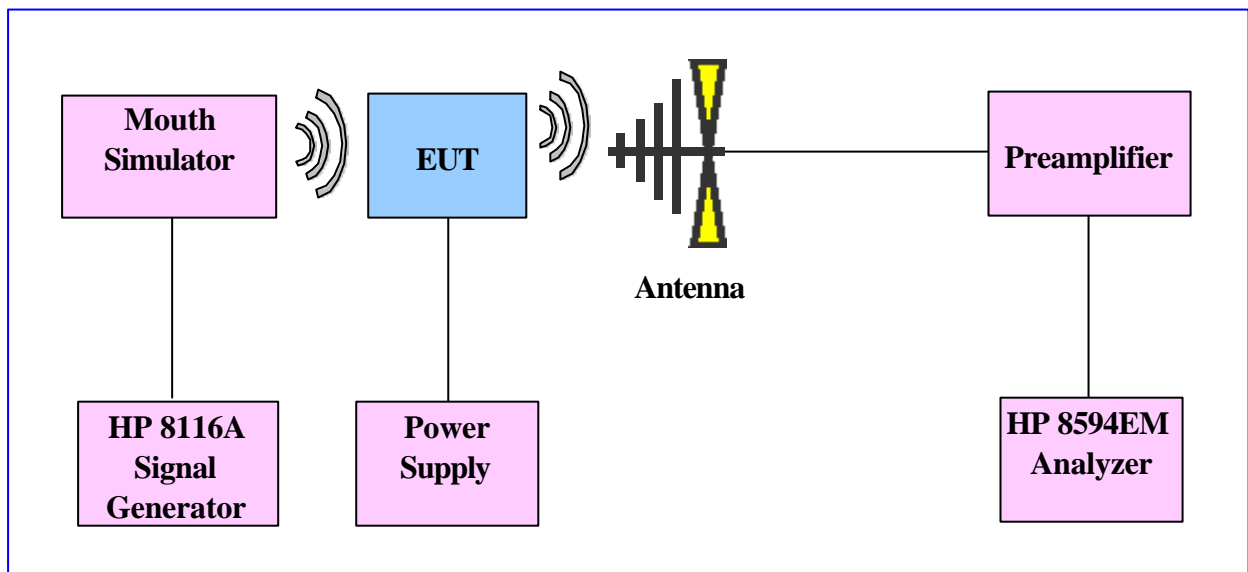 Mouth
Simulator
EUT
Preamplifier
Antenna
HP 8116A
Signal
Generator
Power
Supply
HP 8594EM
Analyzer